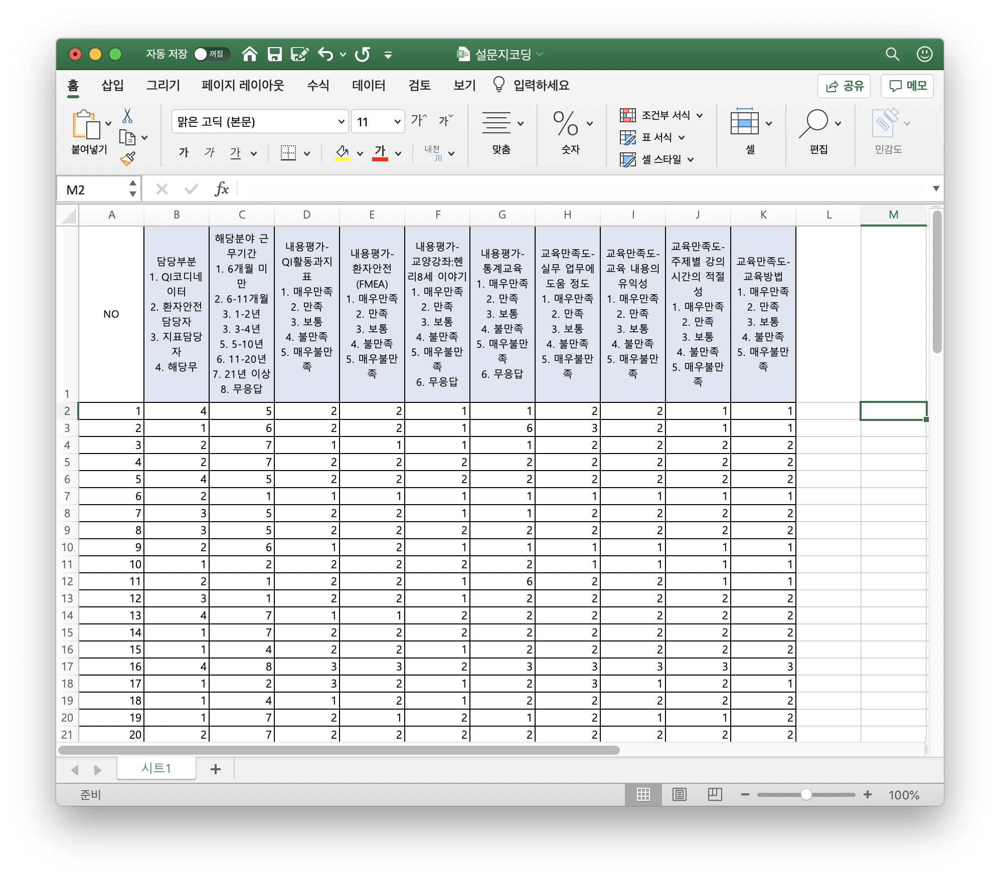 자동 저장 꺼짐 설문지코딩
홈 삽입 그리기 페이지 레이아웃 수식 데이터 검토 보기 입력하세요 공유 메모
붙여넣기
맑은 고딕 (본문) 11 가 가
가 가 가 가 내천 川
맞춤
% 숫자
조건부 서식
표 서식
셀 스타일
셀
편집
민감도
M2 fx
A B C D E F G H I J K L M
1
NO
담당부분
1. QI코디네
이터
2. 환자안전
담당자
3. 지표담당
자
4. 해당무
해당분야 근
무기간
1. 6개월 미
만
2. 6-11개월
3. 1-2년
3. 3-4년
5. 5-10년
6. 11-20년
7. 21년 이상
8. 무응답
내용평가-
QI활동과지
표
1. 매우만족
2. 만족
3. 보통
4. 불만족
5. 매우불만
족
내용평가-
환자안전
(FMEA)
1. 매우만족
2. 만족
3. 보통
4. 불만족
5. 매우불만
족
내용평가-
교양강좌:헨
리8세 이야기
1. 매우만족
2. 만족
3. 보통
4. 불만족
5. 매우불만
족
6. 무응답
내용평가-
통계교육
1. 매우만족
2. 만족
3. 보통
4. 불만족
5. 매우불만
족
6. 무응답
교육만족도-
실무 업무에
도움 정도
1. 매우만족
2. 만족
3. 보통
4. 불만족
5. 매우불만
족
교육만족도-
교육 내용의
유익성
1. 매우만족
2. 만족
3. 보통
4. 불만족
5. 매우불만
족
교육만족도-
주제별 강의
시간의 적절
성
1. 매우만족
2. 만족
3. 보통
4. 불만족
5. 매우불만
족
교육만족도-
교육방법
1. 매우만족
2. 만족
3. 보통
4. 불만족
5. 매우불만
족
2 1 4 5 2 2 1 1 2 2 1 1
3 2 1 6 2 2 1 6 3 2 1 1
4 3 2 7 1 1 1 1 2 2 2 2
5 4 2 7 2 2 2 2 2 2 2 2
6 5 4 5 2 2 2 2 2 2 2 2
7 6 2 1 1 1 1 1 1 1 1 1
8 7 3 5 2 2 1 1 2 2 2 2
9 8 3 5 2 2 2 2 2 2 2 2
10 9 2 6 1 2 1 1 1 1 1 1
11 10 1 2 2 2 2 2 1 1 1 1
12 11 2 1 2 2 1 6 2 2 1 1
13 12 3 1 2 2 1 2 2 2 2 2
14 13 4 7 1 1 2 2 2 2 2 2
15 14 1 7 2 2 2 2 2 2 2 2
16 15 1 4 2 2 1 2 2 2 2 2
17 16 4 8 3 3 2 3 3 3 3 3
18 17 1 2 3 2 1 2 3 1 2 1
19 18 1 4 1 2 1 2 2 2 2 2
20 19 1 7 2 1 2 1 2 1 1 2
21 20 2 7 2 2 2 2 2 2 2 2
시트1
준비 100%